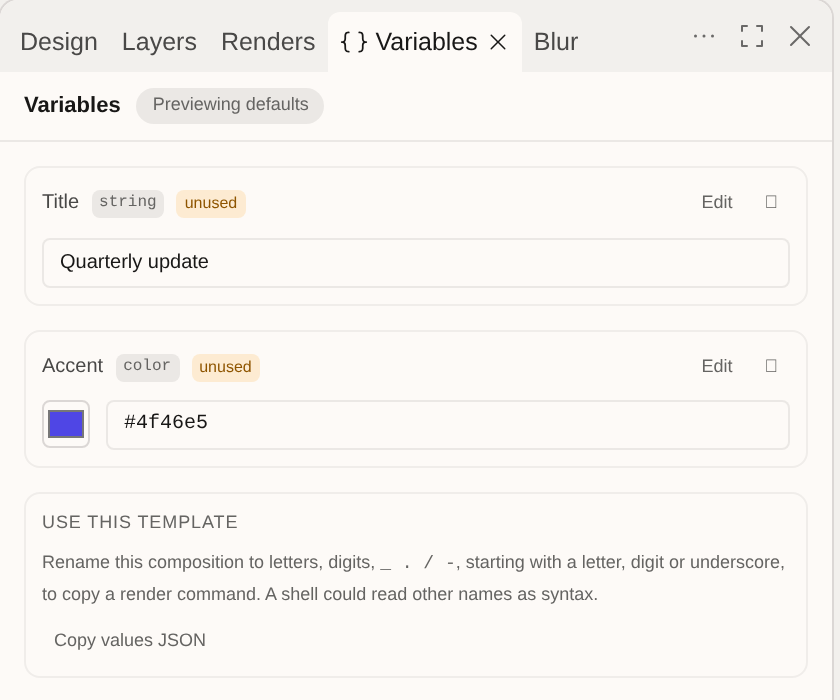 Design Layers Renders {} Variables Blur ...
Variables Previewing defaults
Title string unused Edit
Quarterly update
Accent color unused Edit
#4f46e5
USE THIS TEMPLATE
Rename this composition to letters, digits, _ . / -, starting with a letter, digit or underscore,
to copy a render command. A shell could read other names as syntax.
Copy values JSON